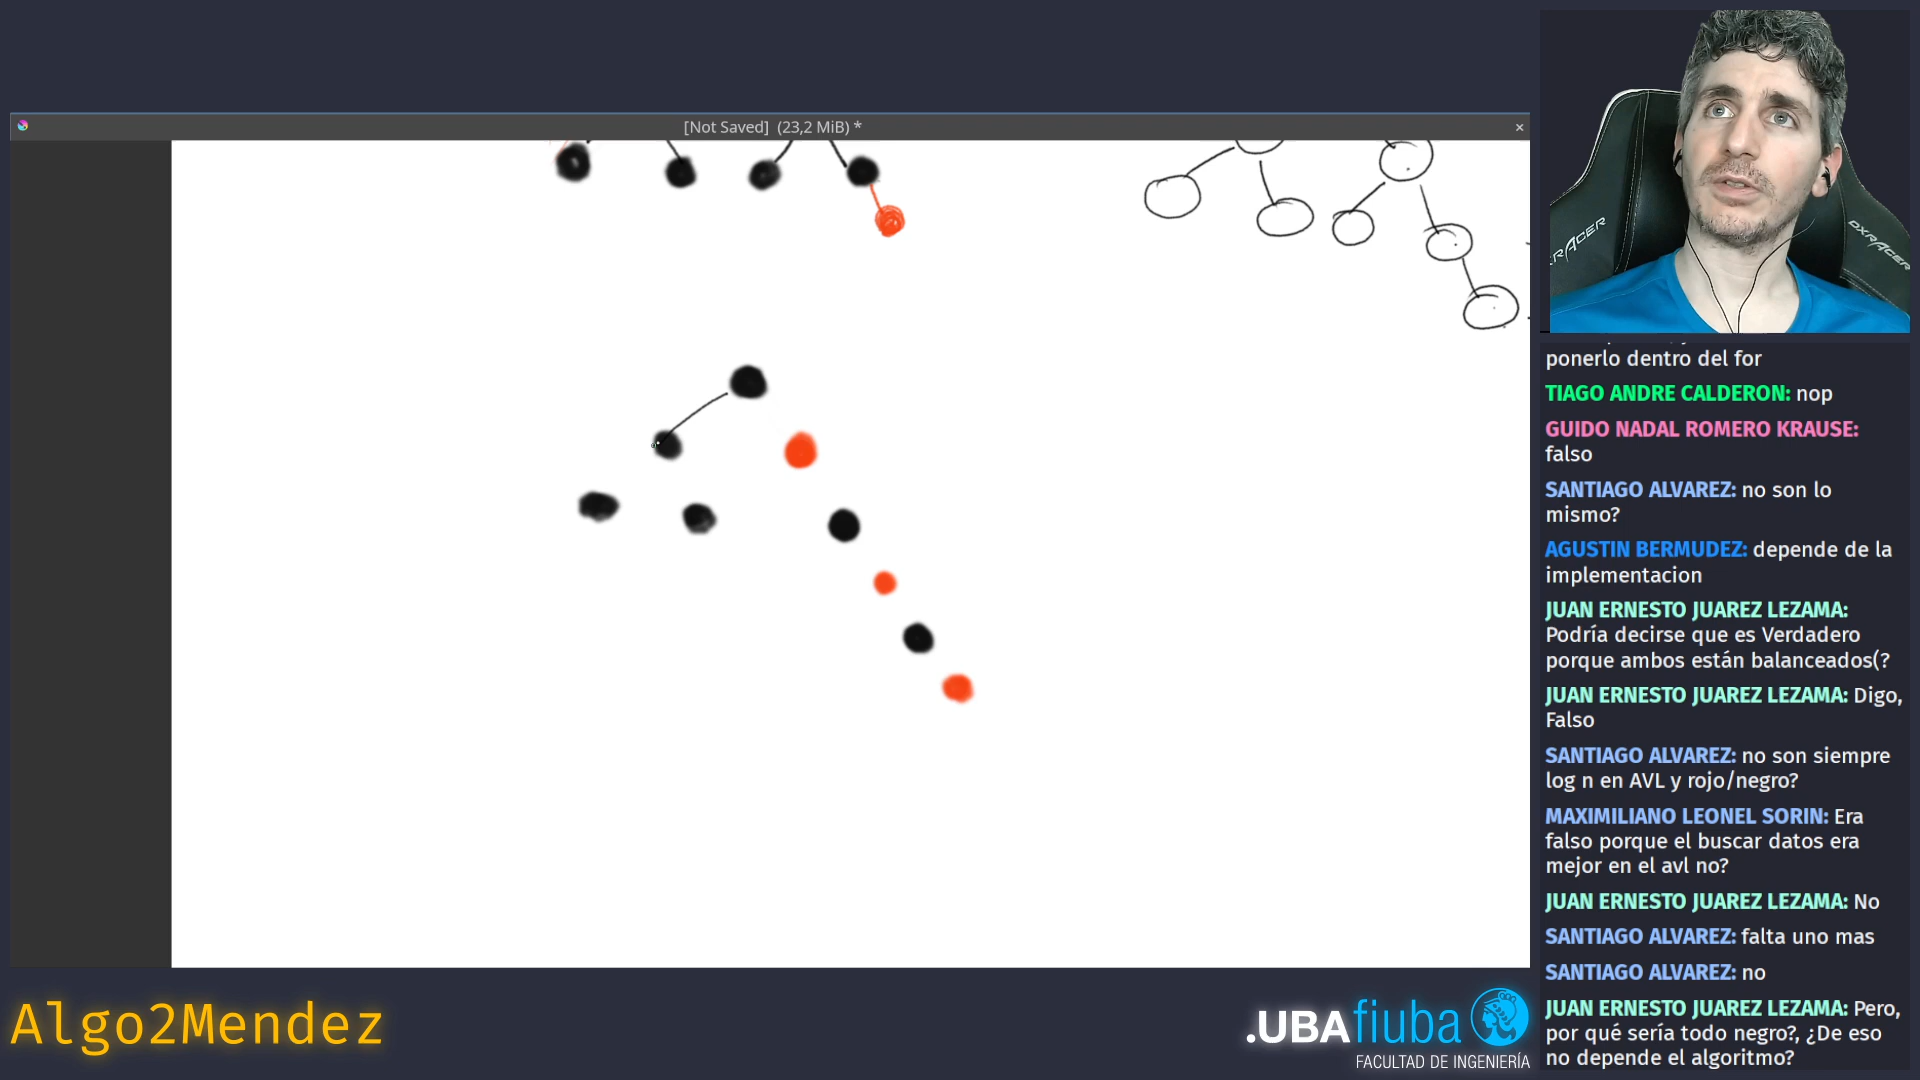 [Not Saved] (23,2 MiB) *
×
DXRACER
ponerlo dentro del for
TIAGO ANDRE CALDERON: nop
GUIDO NADAL ROMERO KRAUSE:
falso
SANTIAGO ALVAREZ: no son lo
mismo?
AGUSTIN BERMUDEZ: depende de la
implementacion
JUAN ERNESTO JUAREZ LEZAMA:
Podría decirse que es Verdadero
porque ambos están balanceados(?
JUAN ERNESTO JUAREZ LEZAMA: Digo,
Falso
SANTIAGO ALVAREZ: no son siempre
log n en AVL y rojo/negro?
MAXIMILIANO LEONEL SORIN: Era
falso porque el buscar datos era
mejor en el avl no?
JUAN ERNESTO JUAREZ LEZAMA: No
SANTIAGO ALVAREZ: falta uno mas
SANTIAGO ALVAREZ: no
JUAN ERNESTO JUAREZ LEZAMA: Pero,
por qué sería todo negro?, ¿De eso
no depende el algoritmo?
Algo2Mendez
.UBAfiuba
FACULTAD DE INGENIERÍA